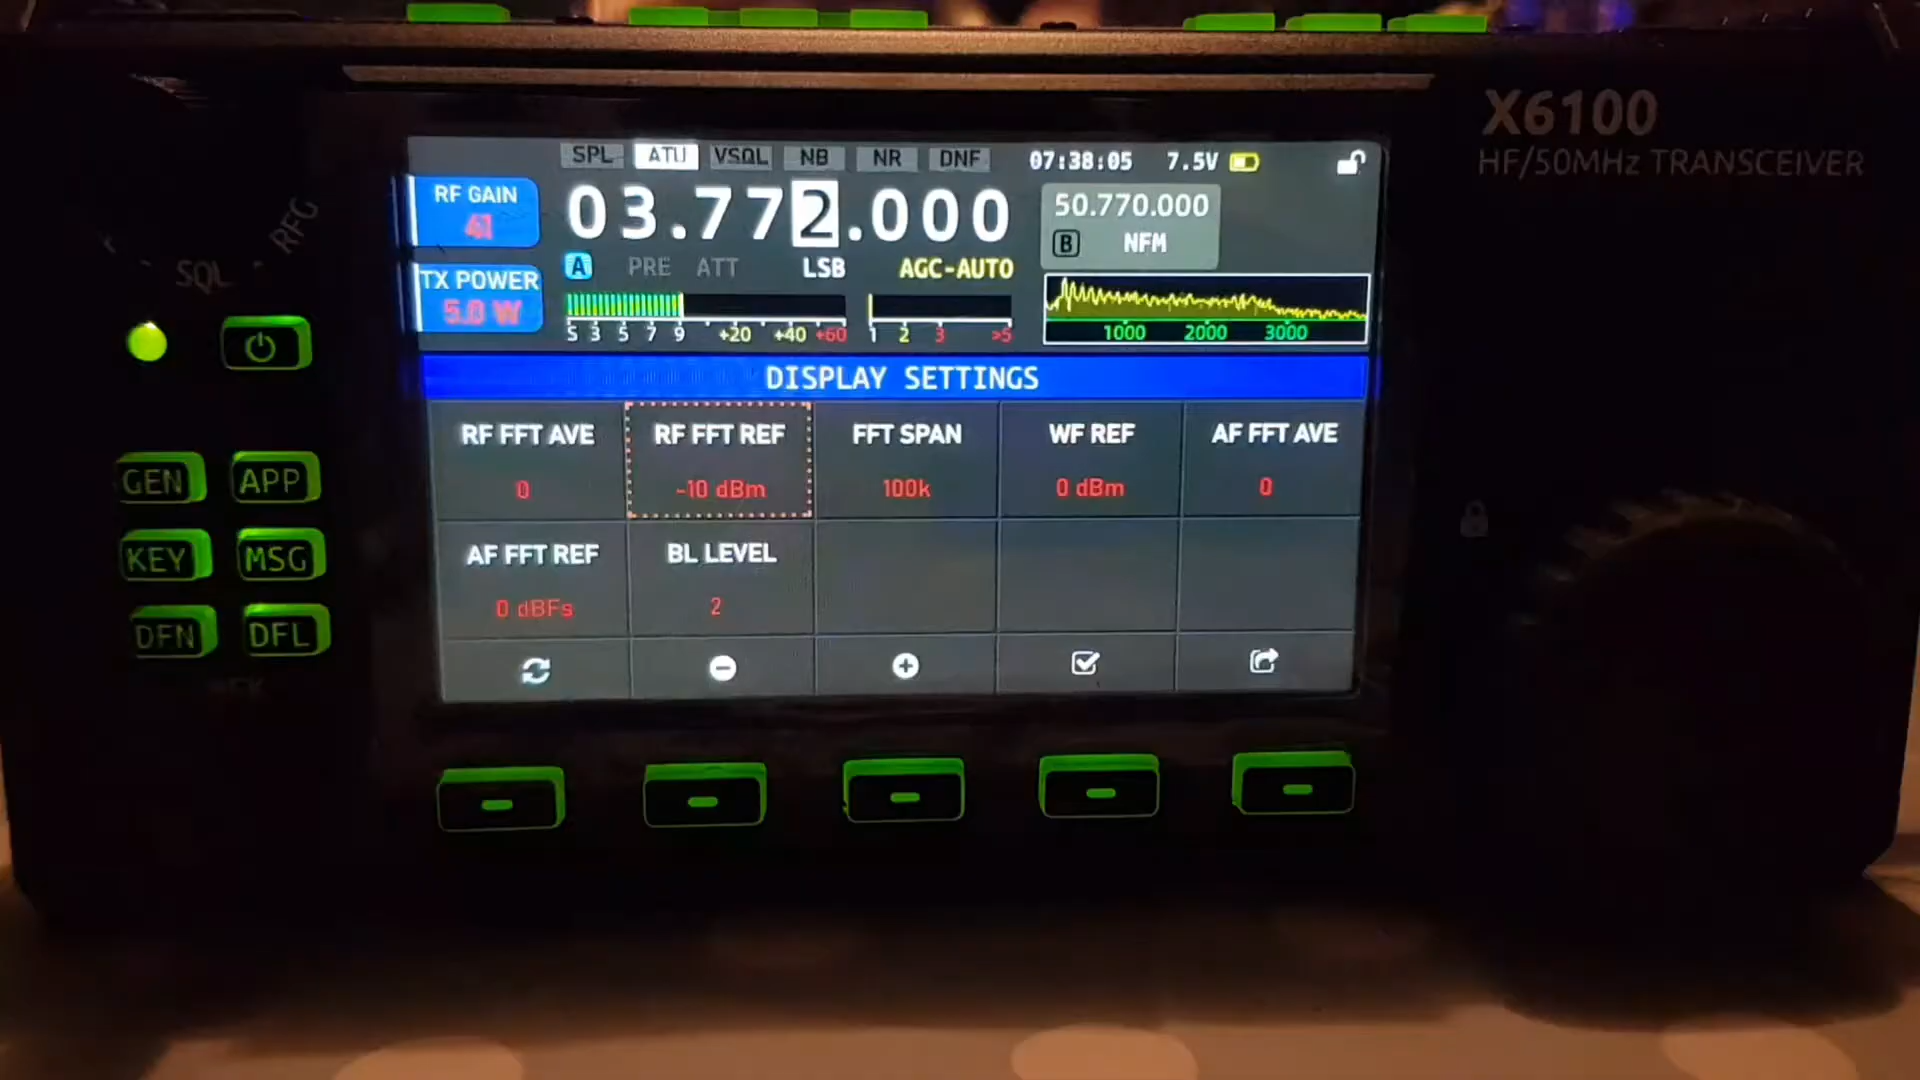 X6100
HF/50MHz TRANSCEIVER
SPL ATU VSQL NB NR DNF 07:38:05 7.5V
RF GAIN
41
03.772.000
50.770.000
B NFM
A PRE ATT LSB AGC-AUTO
TX POWER
5.0 W
S 3 5 7 9 +20 +40 +60 1 2 3 >5
1000 2000 3000
RFG
SQL
DISPLAY SETTINGS
RF FFT AVE RF FFT REF FFT SPAN WF REF AF FFT AVE
0 -10 dBm 100k 0 dBm 0
AF FFT REF BL LEVEL
0 dBFs 2
GEN APP
KEY MSG
DFN DFL